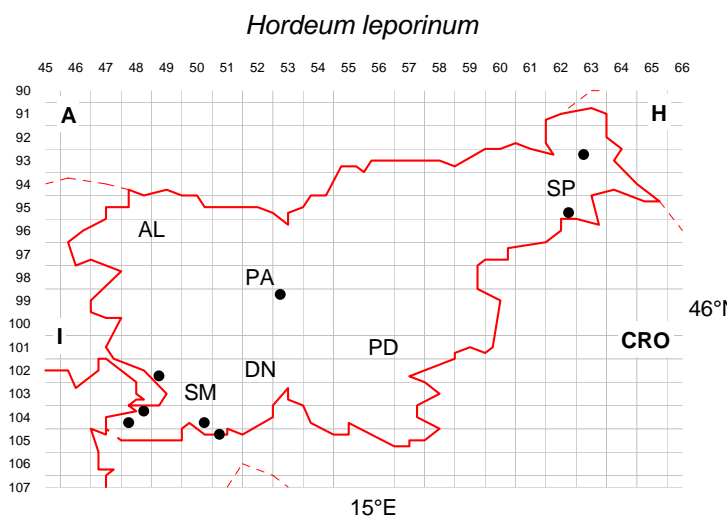 Hordeum leporinum
45 46 47 48 49 50 51 52 53 54 55 56 57 58 59 60 61 62 63 64 65 66
90
91
A H
92
93
94
SP
95
96
AL
97
98
PA
99
46°N
100
I CRO
101
PD
102
DN
103
SM
104
105
106
107
15°E